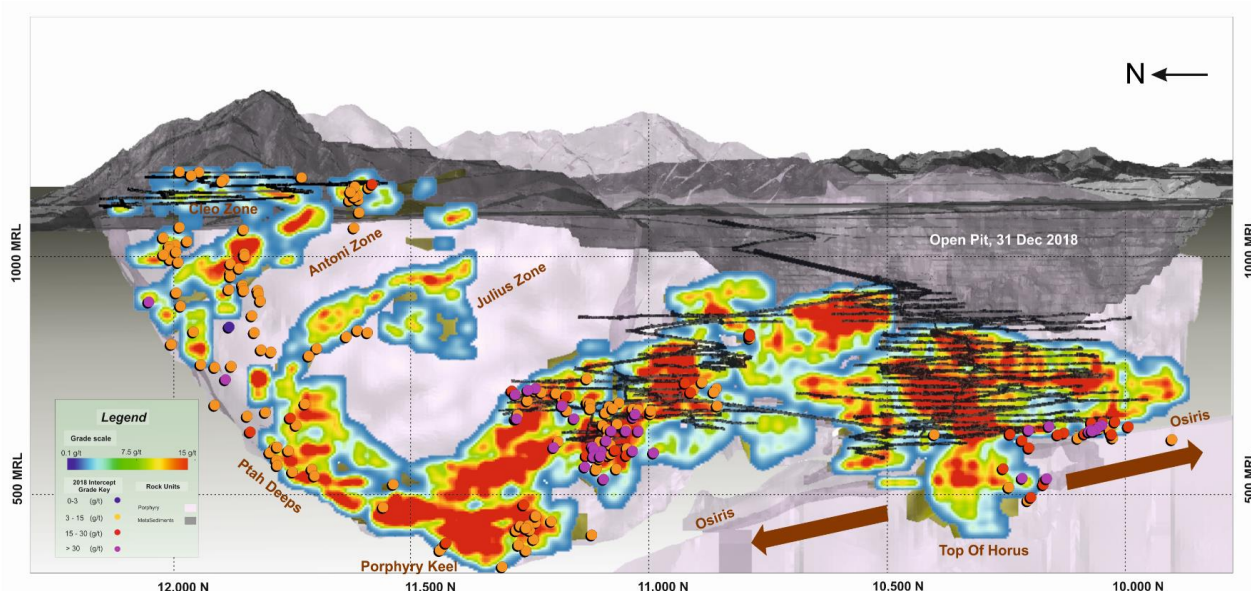 N
Cleo Zone
Antoni Zone
Julius Zone
Open Pit, 31 Dec 2018
1000 MRL
1000 MRL
500 MRL
500 MRL
Ptah Deeps
Porphyry Keel
Osiris
Osiris
Top Of Horus
Legend
Grade scale
0.1 g/t
7.5 g/t
15 g/t
2018 Intercept
Grade Key
Rock Units
0-3 (g/t)
3 - 15 (g/t)
15 - 30 (g/t)
> 30 (g/t)
Porphyry
MetaSediments
12.000 N
11.500 N
11.000 N
10.500 N
10.000 N